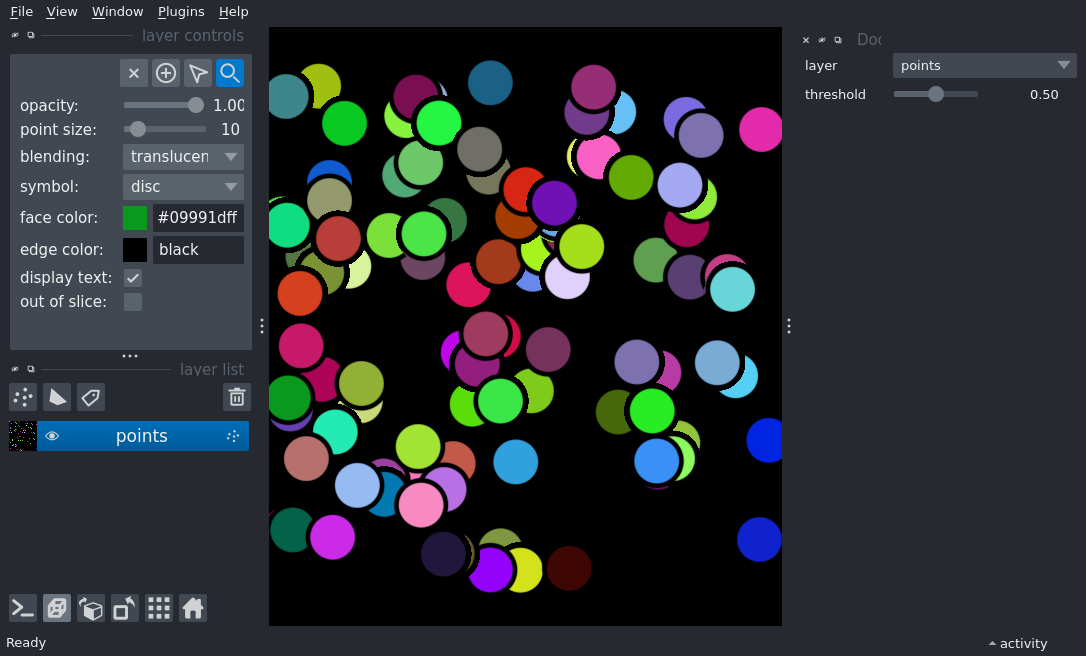 File View Window Plugins Help
layer controls
opacity: 1.00
point size: 10
blending: translucen
symbol: disc
face color: #09991dff
edge color: black
display text:
out of slice:
layer list
points
Doc
layer points
threshold 0.50
Ready
activity